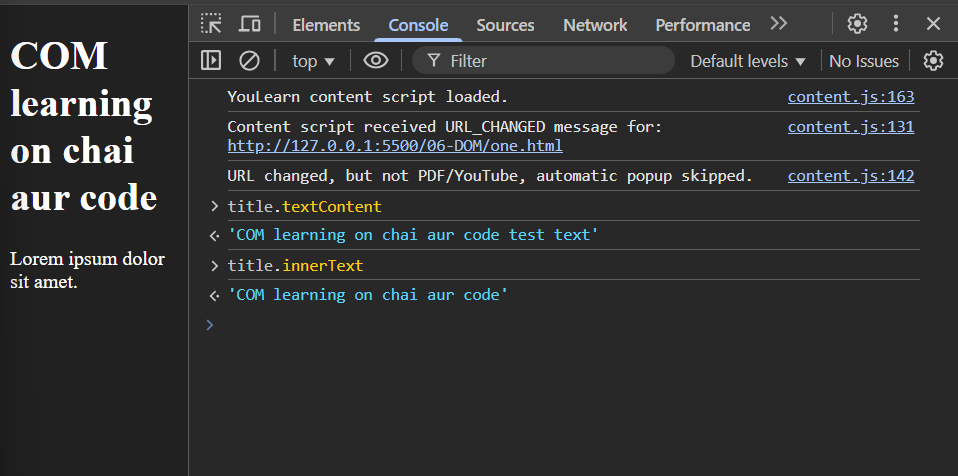 COM
learning
on chai
aur code
Lorem ipsum dolor
sit amet.
Elements Console Sources Network Performance
top Filter Default levels No Issues
YouLearn content script loaded. content.js:163
Content script received URL_CHANGED message for: content.js:131
http://127.0.0.1:5500/06-DOM/one.html
URL changed, but not PDF/YouTube, automatic popup skipped. content.js:142
title.textContent
'COM learning on chai aur code test text'
title.innerText
'COM learning on chai aur code'